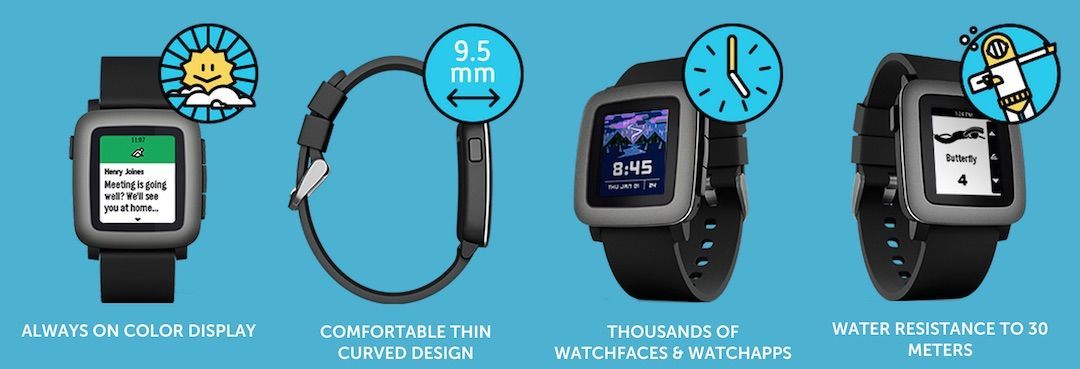 11:07
Henry Joines
Meeting is going
well? We'll see
you at home...
ALWAYS ON COLOR DISPLAY
9.5
mm
COMFORTABLE THIN
CURVED DESIGN
8:45
THU JAN 01 24
THOUSANDS OF
WATCHFACES & WATCHAPPS
Butterfly
4
WATER RESISTANCE TO 30
METERS